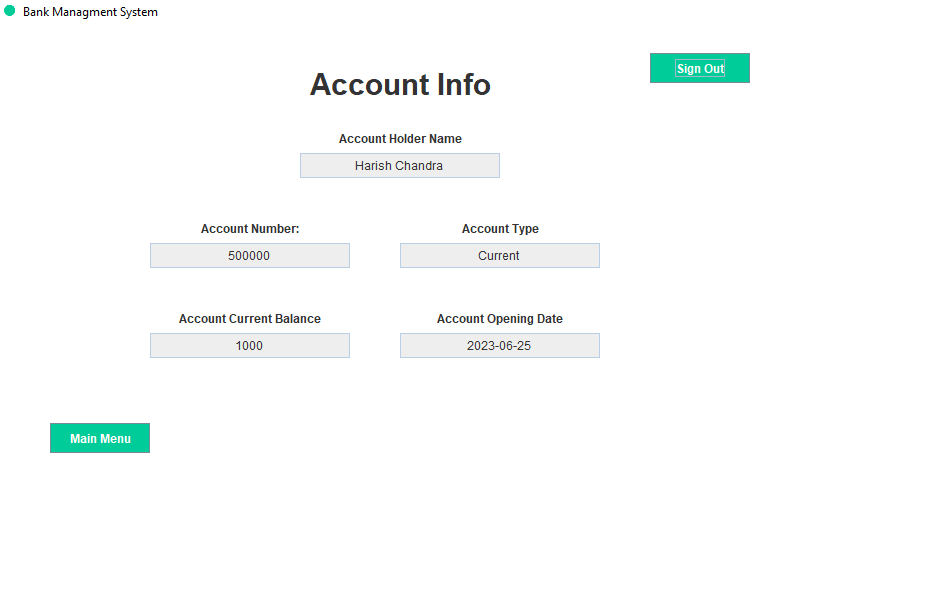 Bank Managment System
Sign Out
Account Info
Account Holder Name
Harish Chandra
Account Number:
Account Type
500000
Current
Account Current Balance
Account Opening Date
1000
2023-06-25
Main Menu